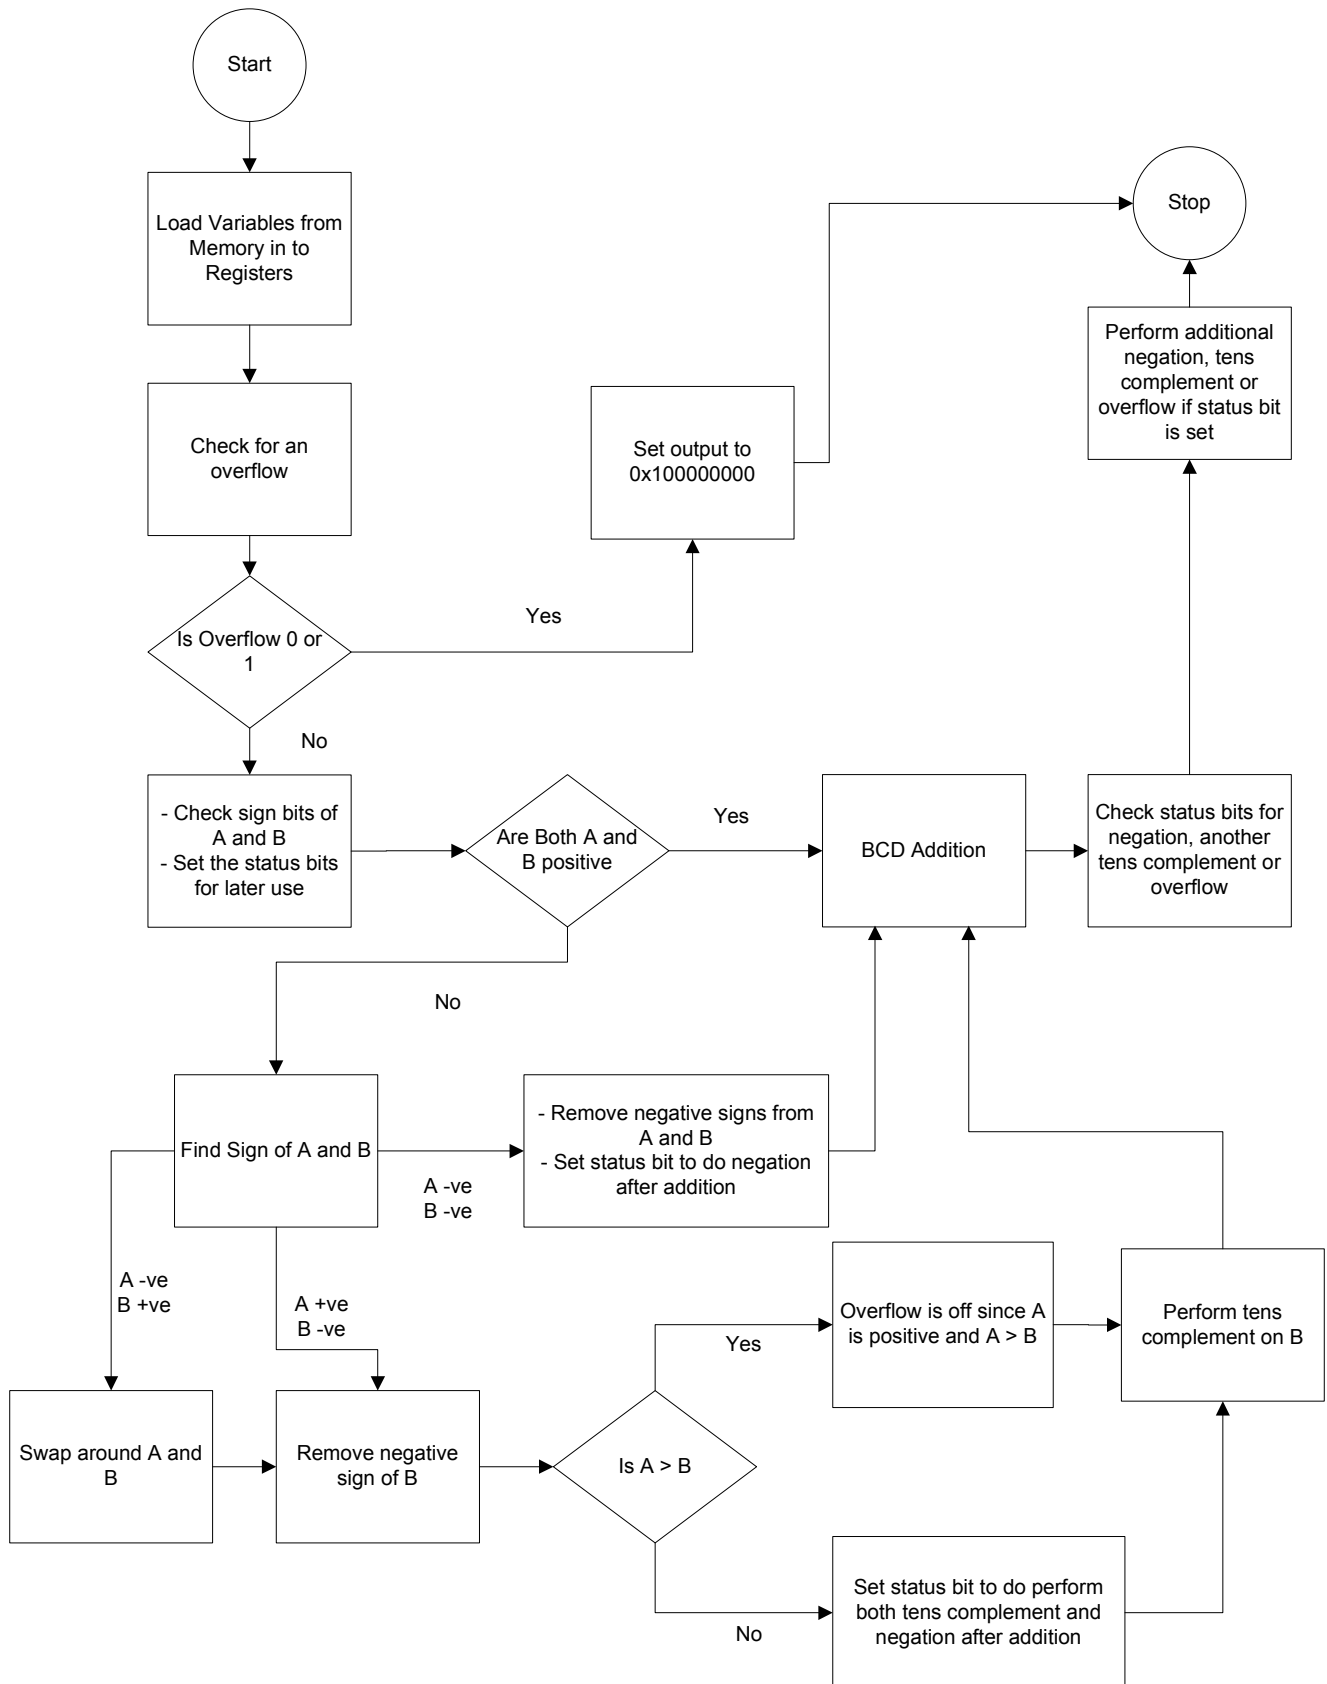 Start
Load Variables from
Memory in to
Registers
Check for an
overflow
Is Overflow 0 or
1
Yes
No
Set output to
0x100000000
Stop
Perform additional
negation, tens
complement or
overflow if status bit
is set
- Check sign bits of
A and B
- Set the status bits
for later use
Are Both A and
B positive
Yes
No
BCD Addition
Check status bits for
negation, another
tens complement or
overflow
Find Sign of A and B
A -ve
B -ve
- Remove negative signs from
A and B
- Set status bit to do negation
after addition
A -ve
B +ve
A +ve
B -ve
Swap around A and
B
Remove negative
sign of B
Is A > B
Yes
No
Overflow is off since A
is positive and A > B
Perform tens
complement on B
Set status bit to do perform
both tens complement and
negation after addition